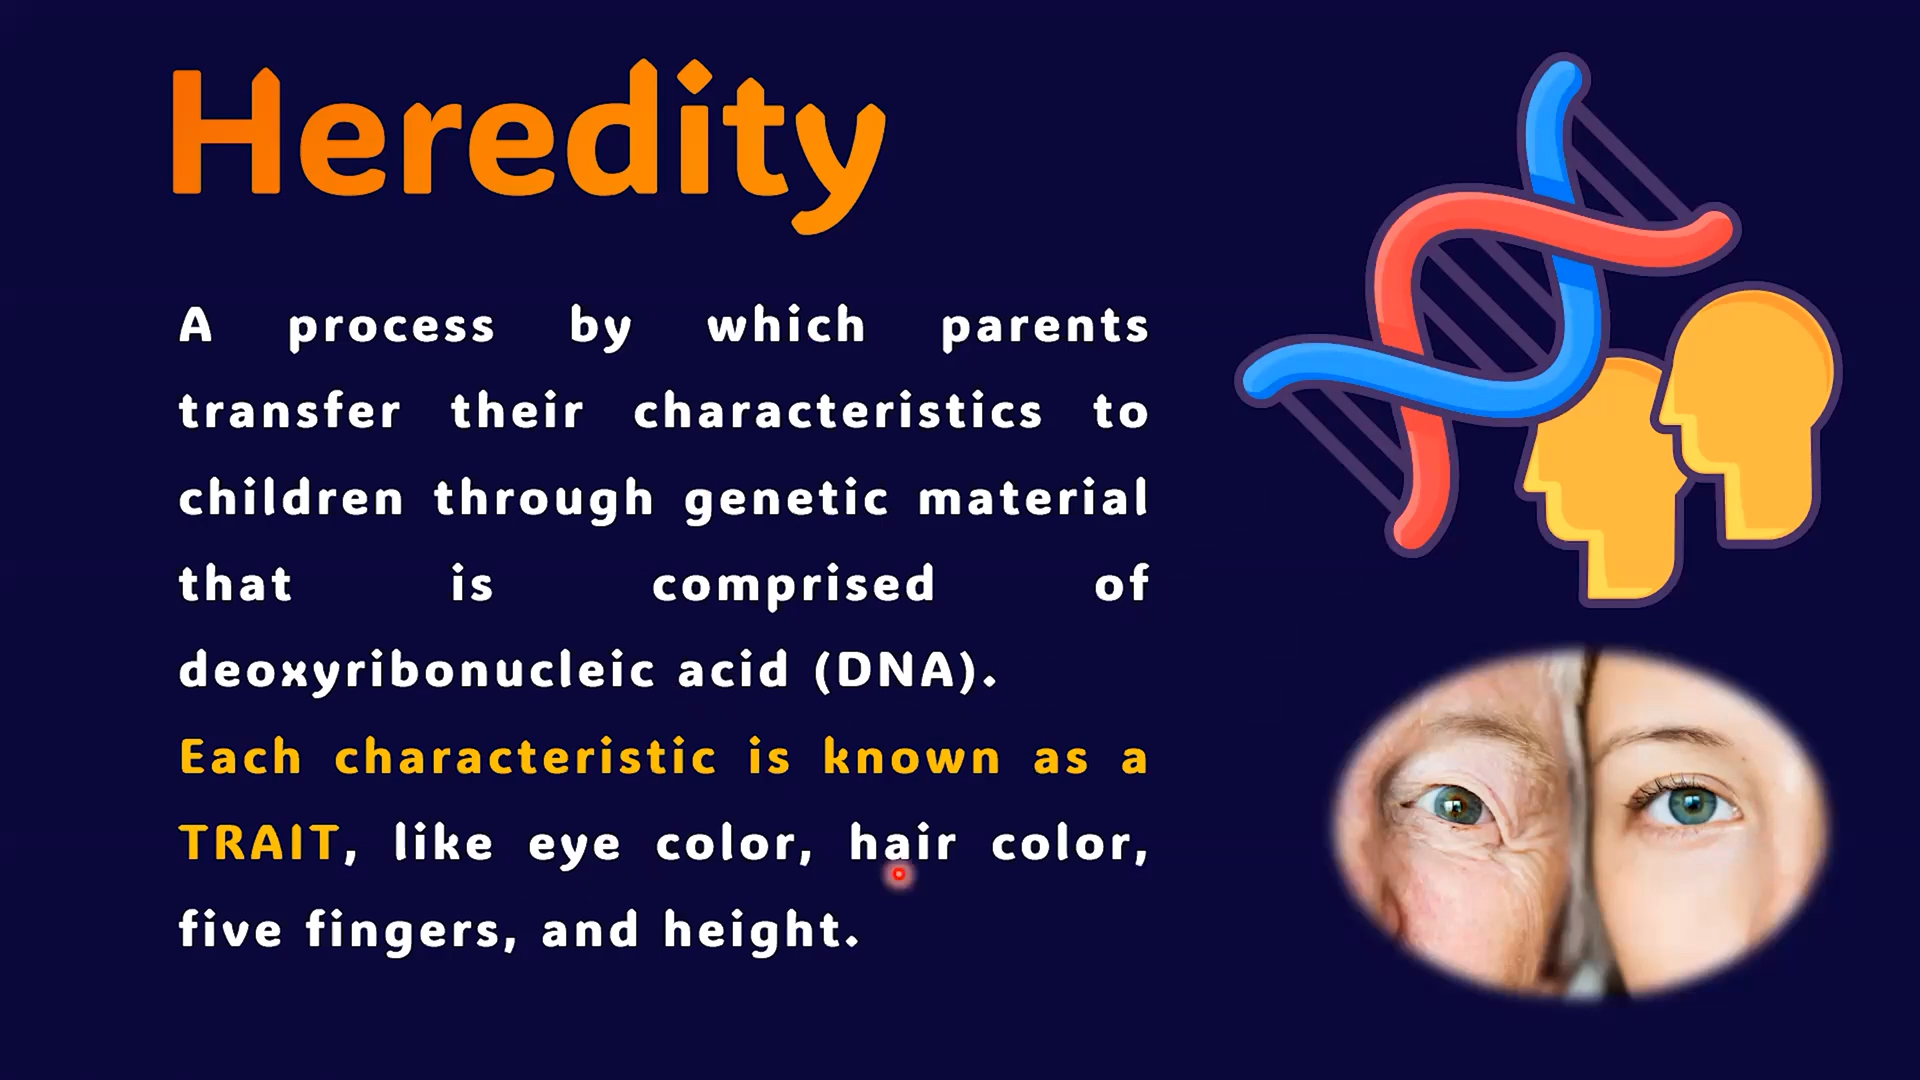 Heredity
A process by which parents
transfer their characteristics to
children through genetic material
that is comprised of
deoxyribonucleic acid (DNA).
Each characteristic is known as a
TRAIT, like eye color, hair color,
five fingers, and height.